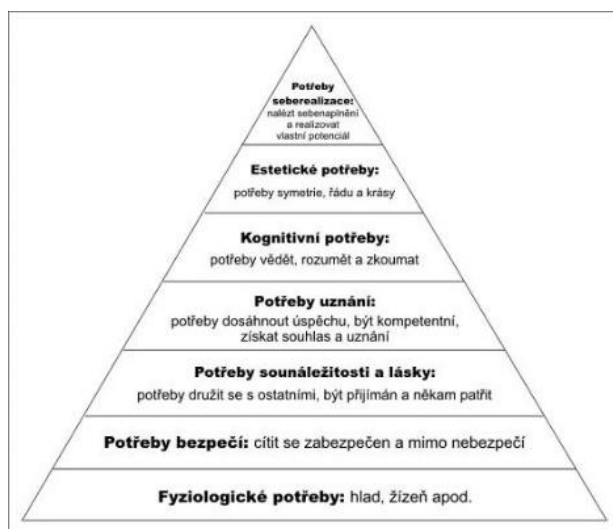 Potřeby
seberealizace:
nalézt sebenaplnění
a realizovat
vlastní potenciál
Estetické potřeby:
potřeby symetrie, řádu a krásy
Kognitivní potřeby:
potřeby vědět, rozumět a zkoumat
Potřeby uznání:
potřeby dosáhnout úspěchu, být kompetentní,
získat souhlas a uznání
Potřeby sounáležitosti a lásky:
potřeby družit se s ostatními, být přijímán a někam patřit
Potřeby bezpečí: cítit se zabezpečen a mimo nebezpečí
Fyziologické potřeby: hlad, žízeň apod.